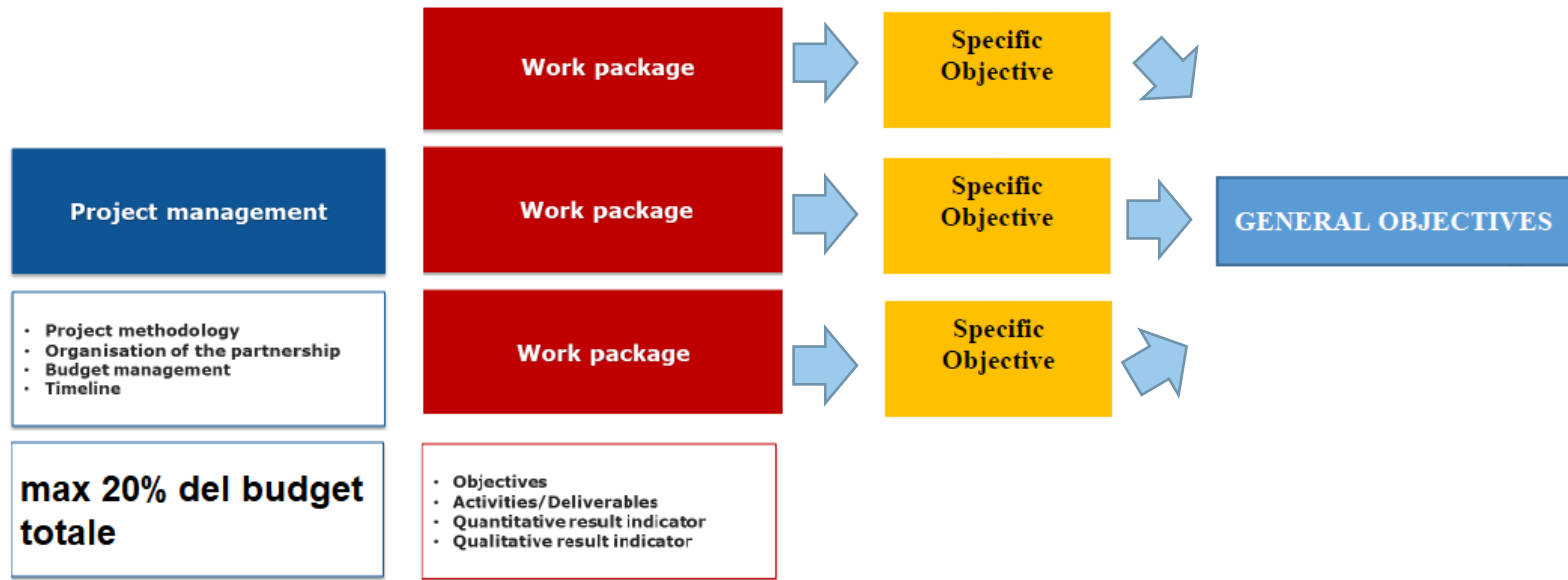 Work package
Specific
Objective
Project management
Work package
Specific
Objective
GENERAL OBJECTIVES
• Project methodology
• Organisation of the partnership
• Budget management
• Timeline
Work package
Specific
Objective
max 20% del budget
totale
• Objectives
• Activities/Deliverables
• Quantitative result indicator
• Qualitative result indicator